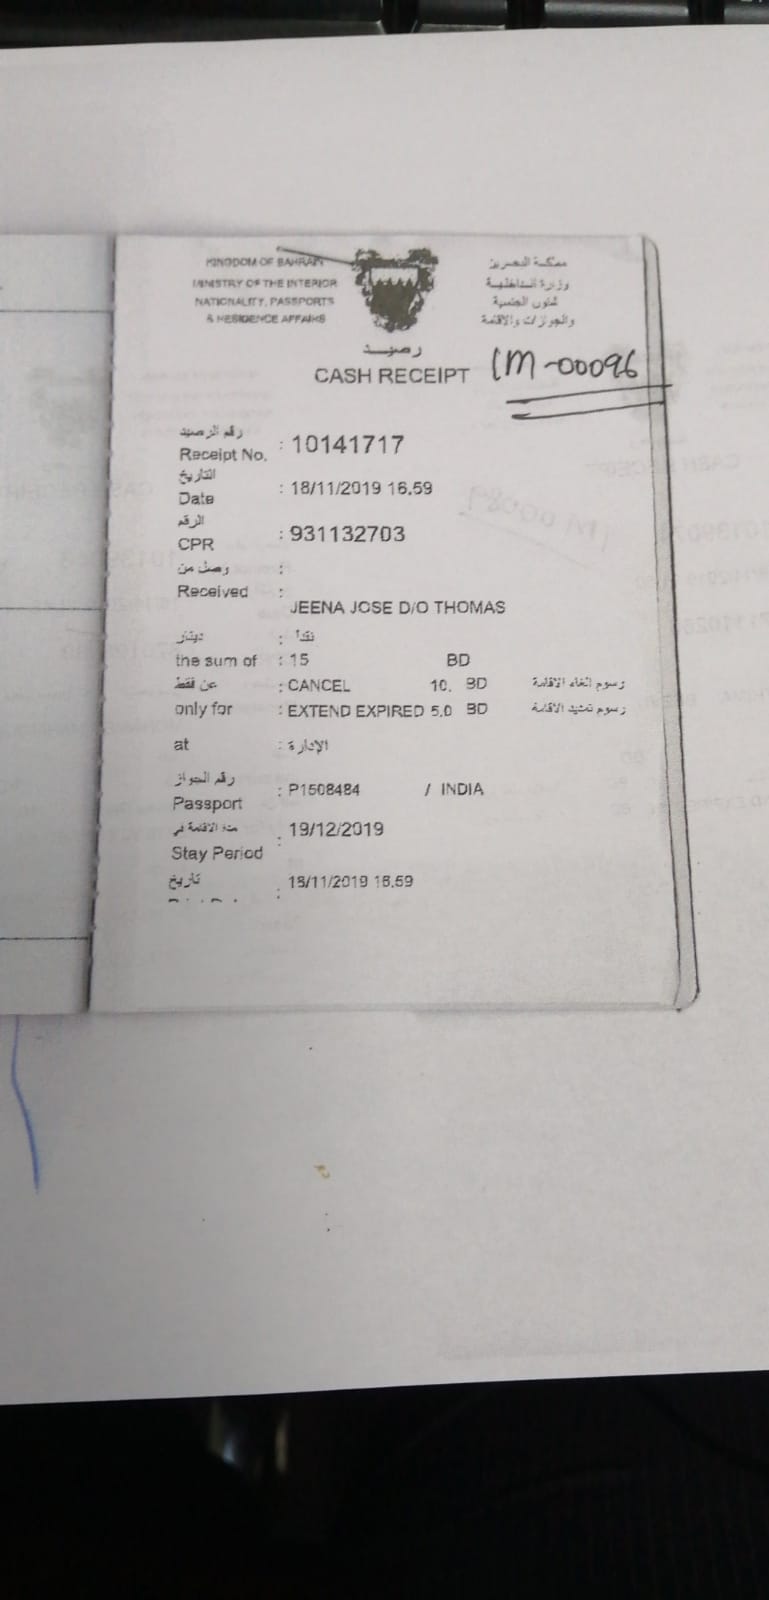 KINGDOM OF BAHRAIN
MINISTRY OF THE INTERIOR
NATIONALITY, PASSPORTS
& RESIDENCE AFFAIRS
مملكة البحرين
وزارة الداخلية
شئون الجنسية
والجوازات والاقامة
رصيد
CASH RECEIPT
1M-00096
رقم الرصيد
Receipt No. : 10141717
التاريخ
Date : 18/11/2019 16.59
الرقم
CPR : 931132703
وصل من :
Received :
JEENA JOSE D/O THOMAS
دينار : نقدا
the sum of : 15 BD
عن فقط : CANCEL 10. BD رسوم الغاء الاقامة
only for : EXTEND EXPIRED 5.0 BD رسوم تمديد الاقامة
at : الإدارة
رقم الجواز
Passport : P1508484 / INDIA
مدة الاقامة في
Stay Period : 19/12/2019
تاريخ : 18/11/2019 16.59